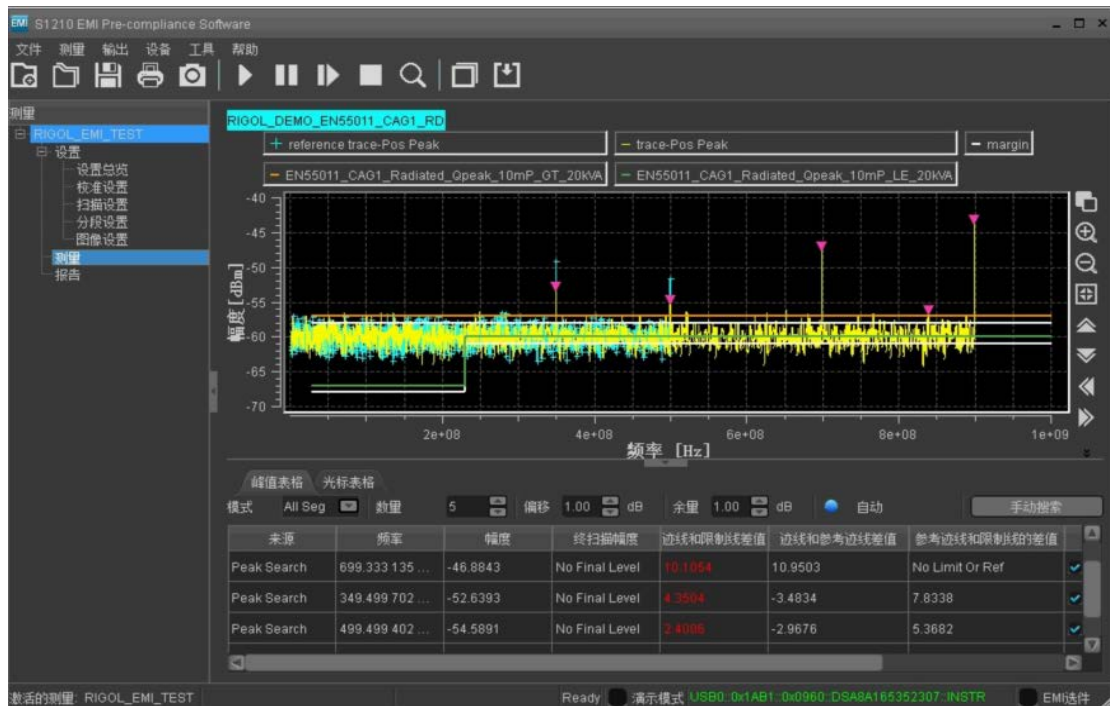 EMI S1210 EMI Pre-compliance Software
文件 测量 输出 设备 工具 帮助
测量
RIGOL_EMI_TEST
设置
设置总览
校准设置
扫描设置
分段设置
图像设置
测量
报告
RIGOL_DEMO_EN55011_CAG1_RD
reference trace-Pos Peak
trace-Pos Peak
margin
EN55011_CAG1_Radiated_Qpeak_10mP_GT_20kVA
EN55011_CAG1_Radiated_Qpeak_10mP_LE_20kVA
幅度 [dBm]
-40
-45
-50
-55
-60
-65
-70
2e+08 4e+08 6e+08 8e+08 1e+09
频率 [Hz]
峰值表格 光标表格
模式 All Seg 数量 5 偏移 1.00 dB 余量 1.00 dB 自动 手动搜索
来源 频率 幅度 终扫描幅度 迹线和限制线差值 迹线和参考迹线差值 参考迹线和限制线的差值
Peak Search 699.333 135 ... -46.8843 No Final Level 10.1054 10.9503 No Limit Or Ref
Peak Search 349.499 702 ... -52.6393 No Final Level 4.3504 -3.4834 7.8338
Peak Search 499.499 402 ... -54.5891 No Final Level 2.4006 -2.9676 5.3682
激活的测量: RIGOL_EMI_TEST Ready 演示模式 USB0::0x1AB1::0x0960::DSA8A165352307::INSTR EMI选件